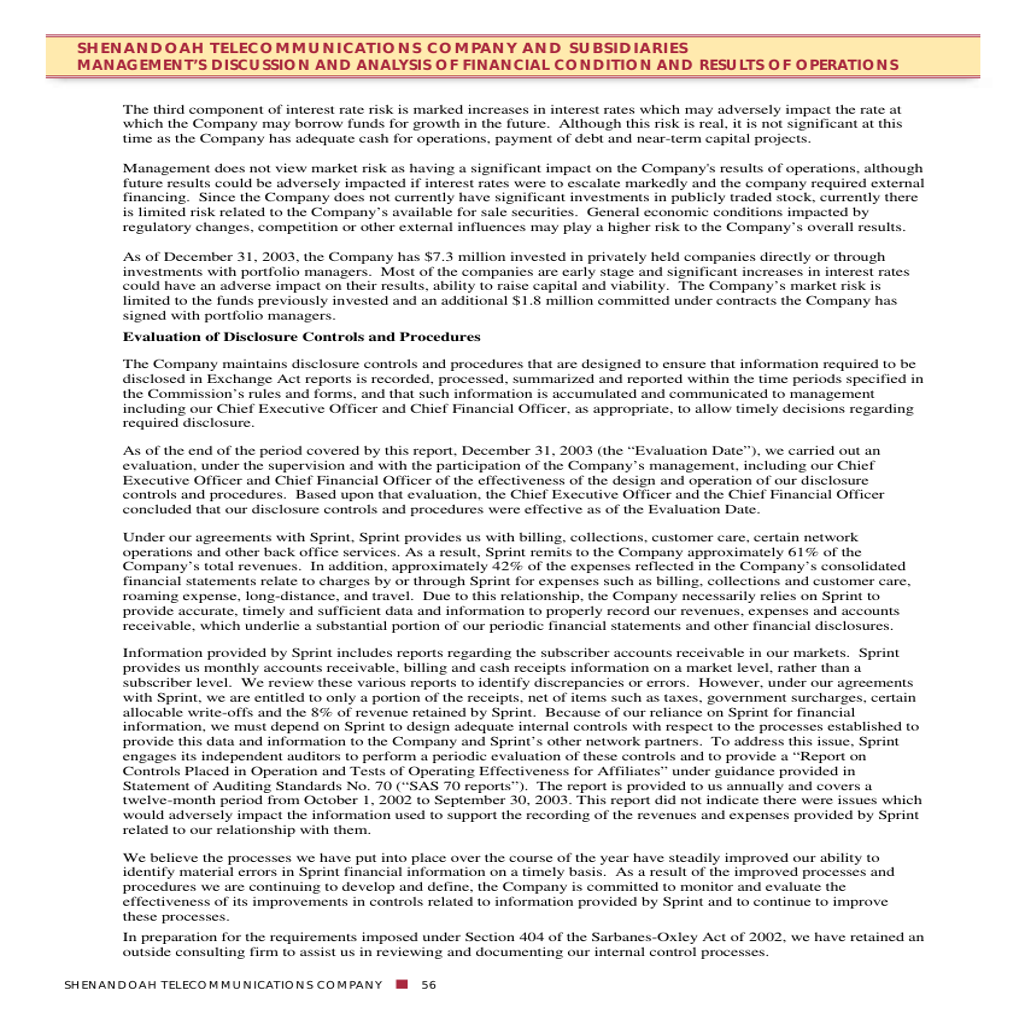 SHENANDOAH TELECOMMUNICATIONS COMPANY AND SUBSIDIARIES
MANAGEMENT'S DISCUSSION AND ANALYSIS OF FINANCIAL CONDITION AND RESULTS OF OPERATIONS
The third component of interest rate risk is marked increases in interest rates which may adversely impact the rate at
which the Company may borrow funds for growth in the future.  Although this risk is real, it is not significant at this
time as the Company has adequate cash for operations, payment of debt and near-term capital projects.
Management does not view market risk as having a significant impact on the Company's results of operations, although
future results could be adversely impacted if interest rates were to escalate markedly and the company required external
financing.  Since the Company does not currently have significant investments in publicly traded stock, currently there
is limited risk related to the Company’s available for sale securities.  General economic conditions impacted by
regulatory changes, competition or other external influences may play a higher risk to the Company’s overall results.
As of December 31, 2003, the Company has $7.3 million invested in privately held companies directly or through
investments with portfolio managers.  Most of the companies are early stage and significant increases in interest rates
could have an adverse impact on their results, ability to raise capital and viability.  The Company’s market risk is
limited to the funds previously invested and an additional $1.8 million committed under contracts the Company has
signed with portfolio managers.
Evaluation of Disclosure Controls and Procedures
The Company maintains disclosure controls and procedures that are designed to ensure that information required to be
disclosed in Exchange Act reports is recorded, processed, summarized and reported within the time periods specified in
the Commission’s rules and forms, and that such information is accumulated and communicated to management
including our Chief Executive Officer and Chief Financial Officer, as appropriate, to allow timely decisions regarding
required disclosure.
As of the end of the period covered by this report, December 31, 2003 (the “Evaluation Date”), we carried out an
evaluation, under the supervision and with the participation of the Company’s management, including our Chief
Executive Officer and Chief Financial Officer of the effectiveness of the design and operation of our disclosure
controls and procedures.  Based upon that evaluation, the Chief Executive Officer and the Chief Financial Officer
concluded that our disclosure controls and procedures were effective as of the Evaluation Date.
Under our agreements with Sprint, Sprint provides us with billing, collections, customer care, certain network
operations and other back office services. As a result, Sprint remits to the Company approximately 61% of the
Company’s total revenues.  In addition, approximately 42% of the expenses reflected in the Company’s consolidated
financial statements relate to charges by or through Sprint for expenses such as billing, collections and customer care,
roaming expense, long-distance, and travel.  Due to this relationship, the Company necessarily relies on Sprint to
provide accurate, timely and sufficient data and information to properly record our revenues, expenses and accounts
receivable, which underlie a substantial portion of our periodic financial statements and other financial disclosures.
Information provided by Sprint includes reports regarding the subscriber accounts receivable in our markets.  Sprint
provides us monthly accounts receivable, billing and cash receipts information on a market level, rather than a
subscriber level.  We review these various reports to identify discrepancies or errors.  However, under our agreements
with Sprint, we are entitled to only a portion of the receipts, net of items such as taxes, government surcharges, certain
allocable write-offs and the 8% of revenue retained by Sprint.  Because of our reliance on Sprint for financial
information, we must depend on Sprint to design adequate internal controls with respect to the processes established to
provide this data and information to the Company and Sprint’s other network partners.  To address this issue, Sprint
engages its independent auditors to perform a periodic evaluation of these controls and to provide a “Report on
Controls Placed in Operation and Tests of Operating Effectiveness for Affiliates” under guidance provided in
Statement of Auditing Standards No. 70 (“SAS 70 reports”).  The report is provided to us annually and covers a
twelve-month period from October 1, 2002 to September 30, 2003. This report did not indicate there were issues which
would adversely impact the information used to support the recording of the revenues and expenses provided by Sprint
related to our relationship with them.
We believe the processes we have put into place over the course of the year have steadily improved our ability to
identify material errors in Sprint financial information on a timely basis.  As a result of the improved processes and
procedures we are continuing to develop and define, the Company is committed to monitor and evaluate the
effectiveness of its improvements in controls related to information provided by Sprint and to continue to improve
these processes.
In preparation for the requirements imposed under Section 404 of the Sarbanes-Oxley Act of 2002, we have retained an
outside consulting firm to assist us in reviewing and documenting our internal control processes.
SHENANDOAH TELECOMMUNICATIONS COMPANY 56